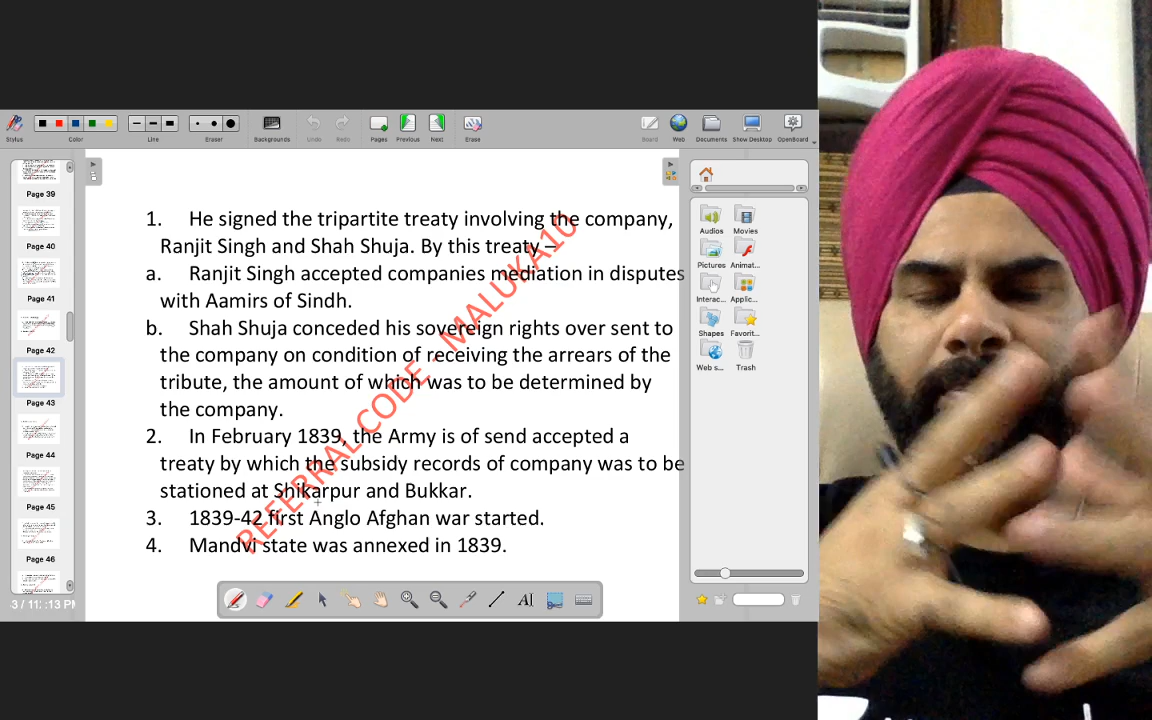 Stylus
Color
Line
Eraser
Backgrounds
Undo
Redo
Pages
Previous
Next
Erase
Board
Web
Documents
Show Desktop
OpenBoard
Page 39
Page 40
Page 41
Page 42
Page 43
Page 44
Page 45
Page 46
1. He signed the tripartite treaty involving the company,
Ranjit Singh and Shah Shuja. By this treaty –
a. Ranjit Singh accepted companies mediation in disputes
with Aamirs of Sindh.
b. Shah Shuja conceded his sovereign rights over sent to
the company on condition of receiving the arrears of the
tribute, the amount of which was to be determined by
the company.
2. In February 1839, the Army is of send accepted a
treaty by which the subsidy records of company was to be
stationed at Shikarpur and Bukkar.
3. 1839-42 first Anglo Afghan war started.
4. Mandvi state was annexed in 1839.
REFERRAL CODE - MALUKA10
Audios
Movies
Pictures
Animat...
Interac...
Applic...
Shapes
Favorit...
Web s...
Trash